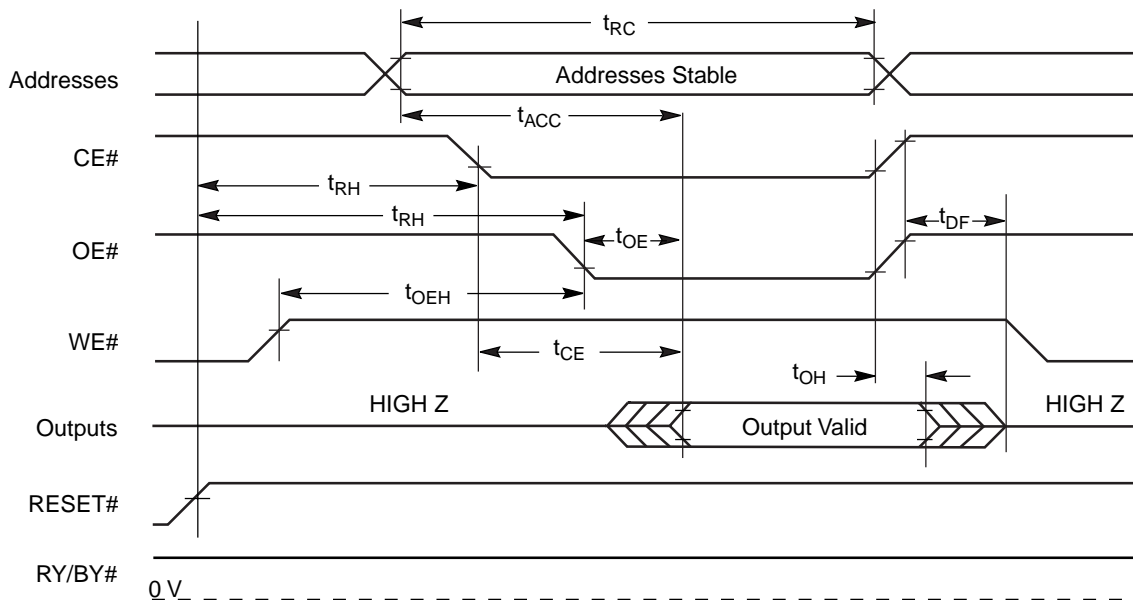 tRC
Addresses
Addresses Stable
tACC
CE#
tRH
tRH
tDF
OE#
tOE
tOEH
WE#
tCE
tOH
HIGH Z
HIGH Z
Outputs
Output Valid
RESET#
RY/BY#
0 V